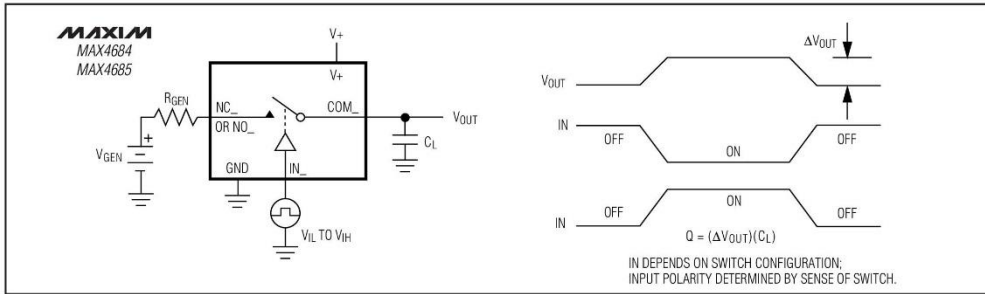 MAXIM
MAX4684
MAX4685
V+
V+
RGEN
NC_
OR NO_
COM_
VOUT
CL
VGEN
+
GND
IN_
VIL TO VIH
ΔVOUT
VOUT
IN
OFF
ON
OFF
IN
OFF
ON
OFF
Q = (ΔVOUT)(CL)
IN DEPENDS ON SWITCH CONFIGURATION;
INPUT POLARITY DETERMINED BY SENSE OF SWITCH.